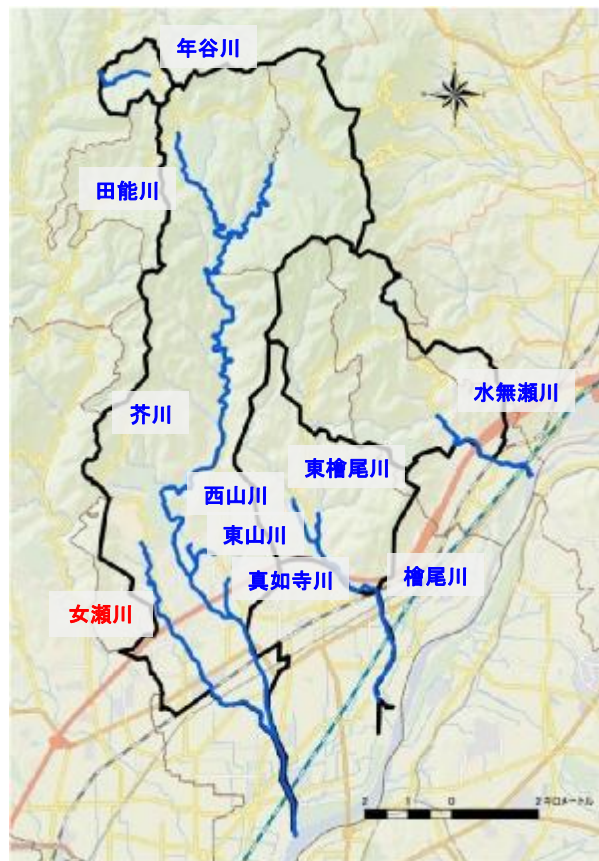 年谷川
田能川
水無瀬川
芥川
東檜尾川
西山川
東山川
真如寺川
檜尾川
女瀬川
2 1 0 2 キロメートル